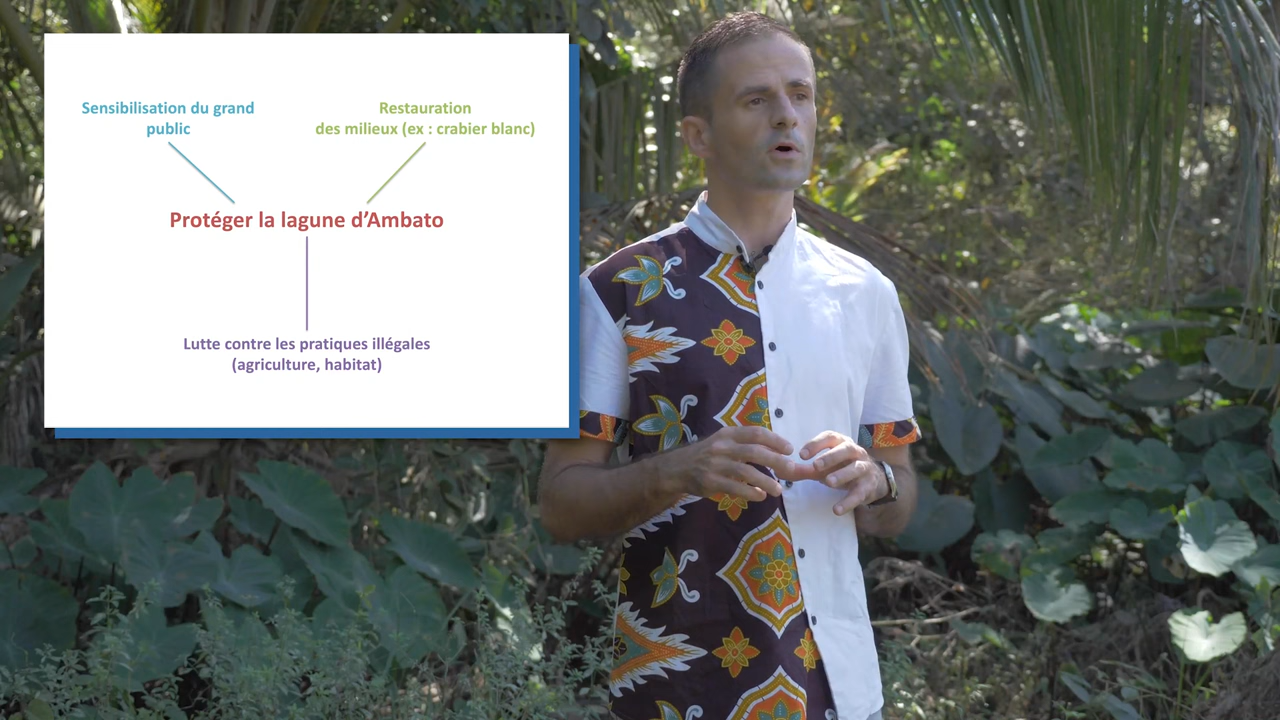 Sensibilisation du grand
public
Restauration
des milieux (ex : crabier blanc)
Protéger la lagune d’Ambato
Lutte contre les pratiques illégales
(agriculture, habitat)